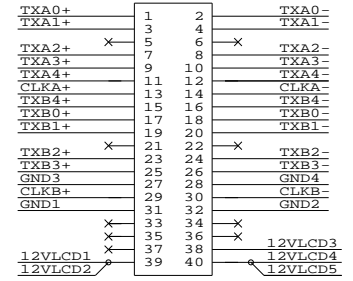 TXA0+ 1 2 TXA0-
TXA1+ 3 4 TXA1-
5 6
TXA2+ 7 8 TXA2-
TXA3+ 9 10 TXA3-
TXA4+ 11 12 TXA4-
CLKA+ 13 14 CLKA-
TXB4+ 15 16 TXB4-
TXB0+ 17 18 TXB0-
TXB1+ 19 20 TXB1-
21 22
TXB2+ 23 24 TXB2-
TXB3+ 25 26 TXB3-
GND3 27 28 GND4
CLKB+ 29 30 CLKB-
GND1 31 32 GND2
33 34
35 36
37 38 12VLCD3
12VLCD1 39 40 12VLCD4
12VLCD2 12VLCD5